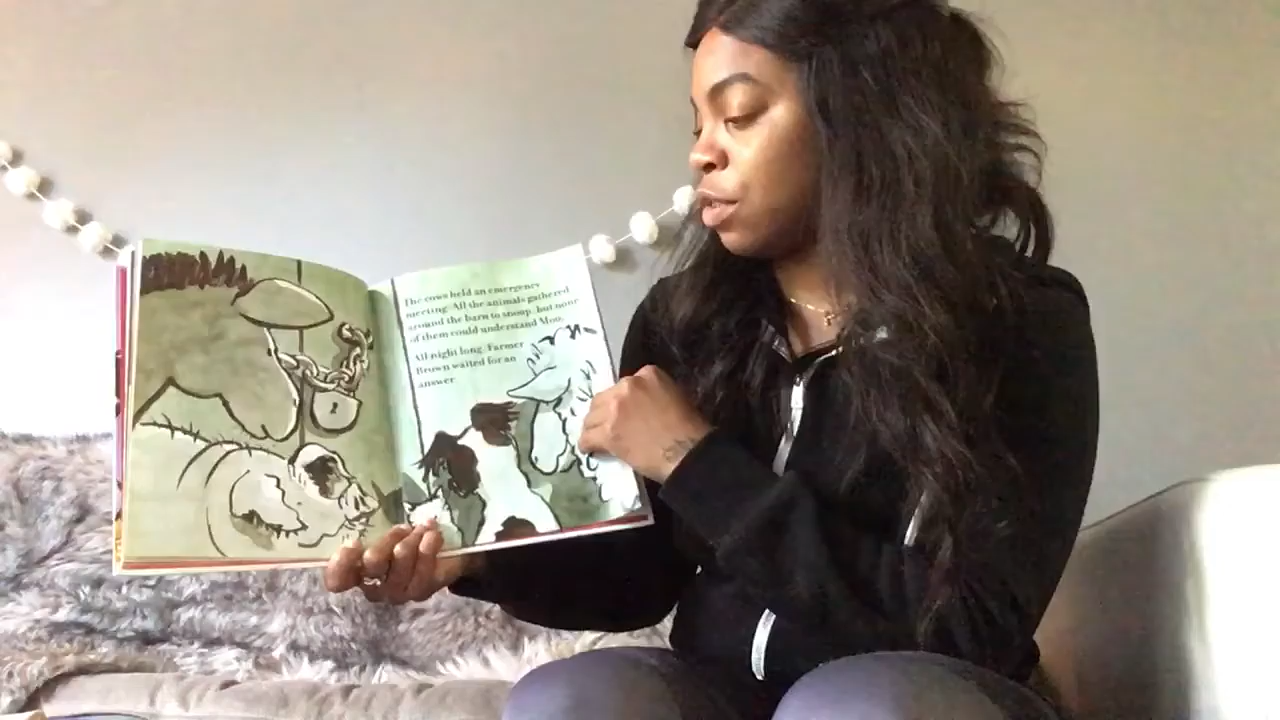 The cows held an emergency
meeting. All the animals gathered
around the barn to snoop, but none
of them could understand Moo.
All night long, Farmer
Brown waited for an
answer.